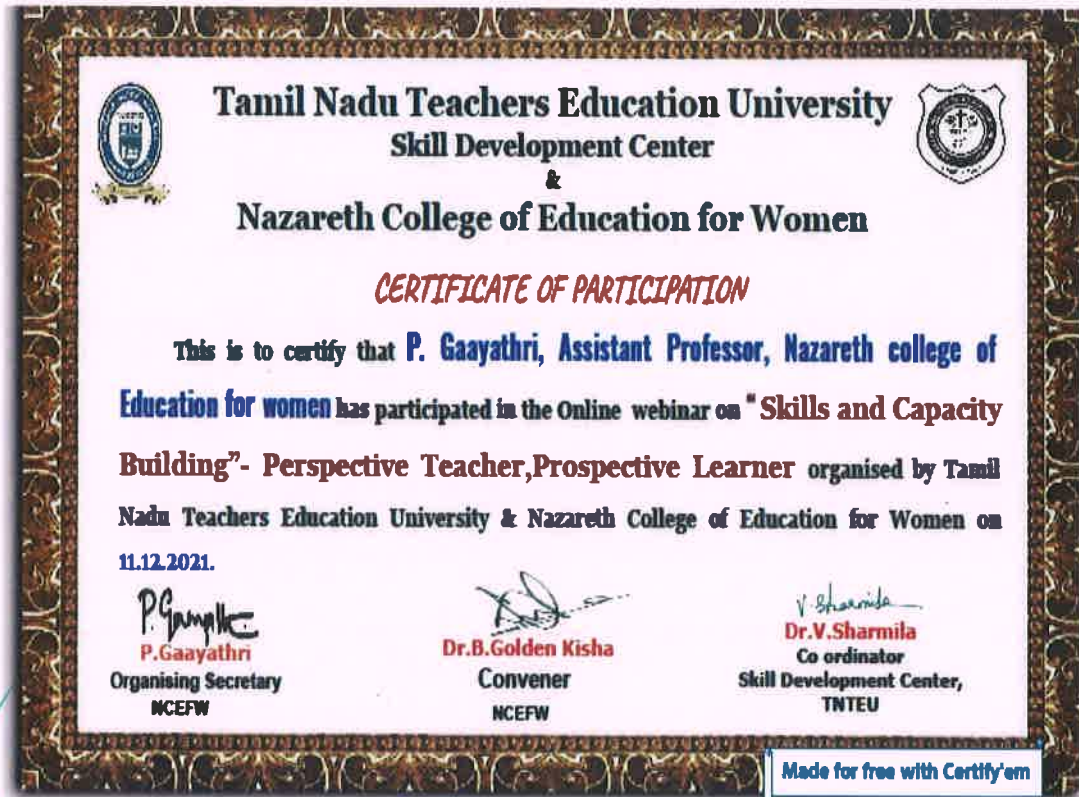 Tamil Nadu Teachers Education University
Skill Development Center
&
Nazareth College of Education for Women
CERTIFICATE OF PARTICIPATION
This is to certify that P. Gaayathri, Assistant Professor, Nazareth college of
Education for women has participated in the Online webinar on "Skills and Capacity
Building”- Perspective Teacher,Prospective Learner organised by Tamil
Nadu Teachers Education University & Nazareth College of Education for Women on
11.12.2021.
P.Gaayathri
Organising Secretary
NCEFW
Dr.B.Golden Kisha
Convener
NCEFW
V. Sharmila
Dr.V.Sharmila
Co ordinator
Skill Development Center,
TNTEU
Made for free with Certify'em